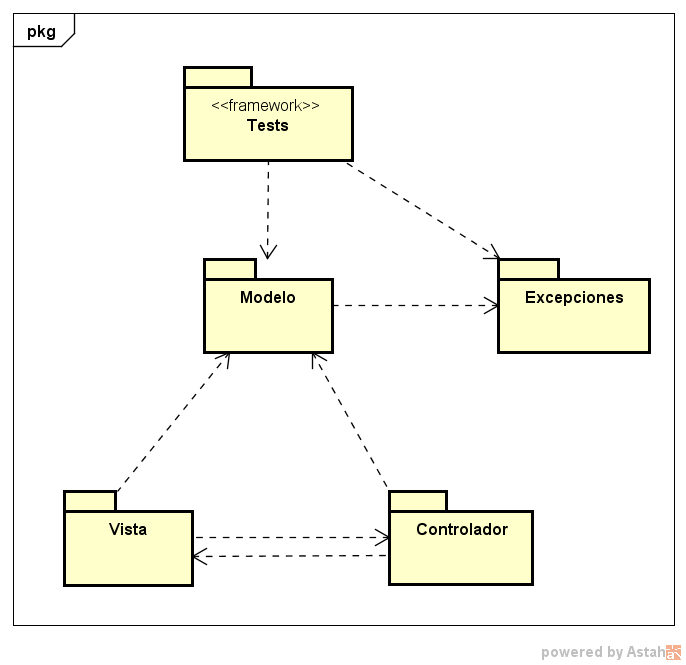 pkg
<<framework>>
Tests
Modelo
Excepciones
Vista
Controlador
powered by Astah